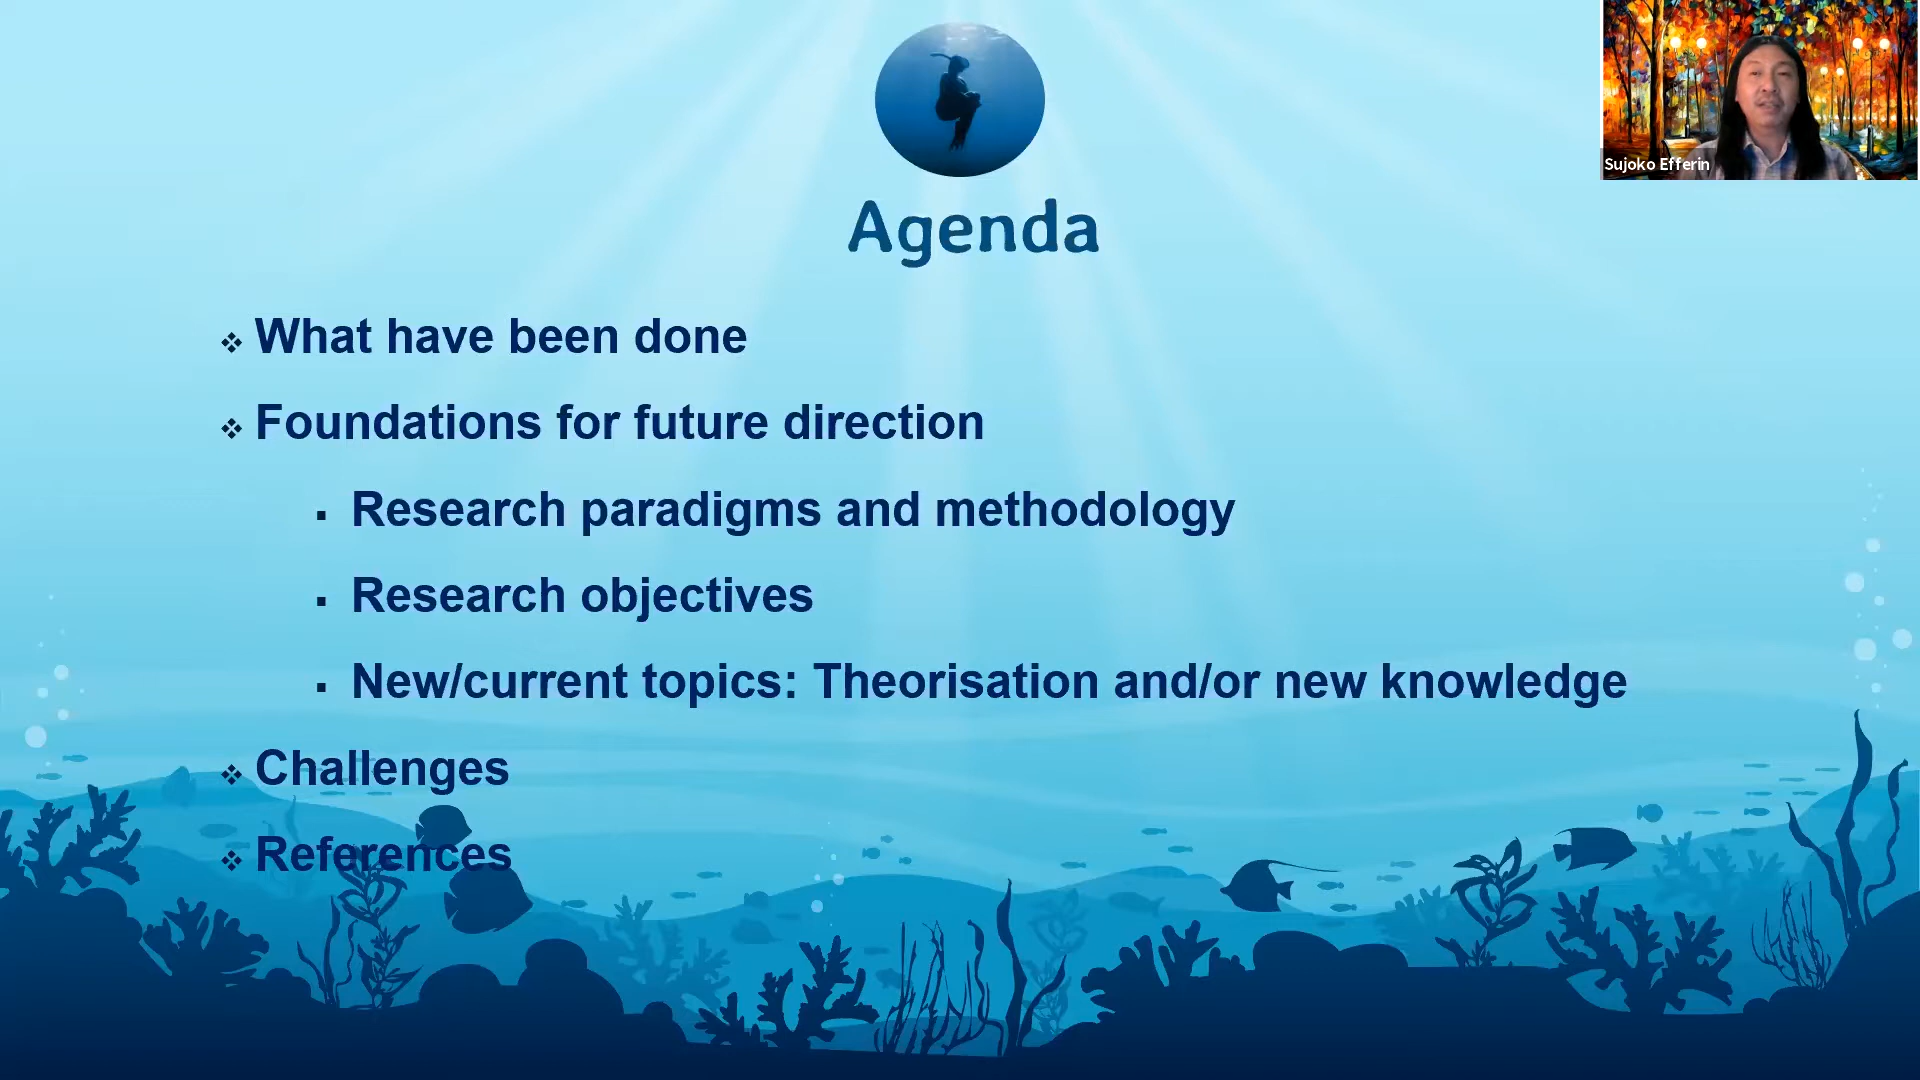 Sujoko Efferin
Agenda
What have been done
Foundations for future direction
Research paradigms and methodology
Research objectives
New/current topics: Theorisation and/or new knowledge
Challenges
References